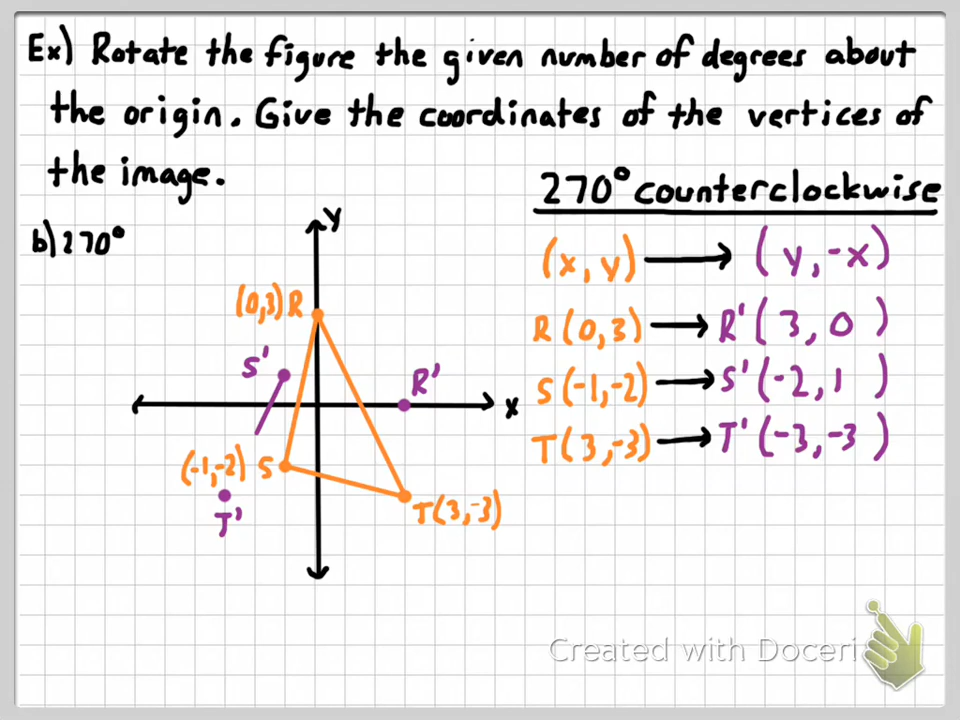 Ex) Rotate the figure the given number of degrees about
the origin. Give the coordinates of the vertices of
the image.
270° counterclockwise
b) 270°
y
(x, y) → (y, -x)
(0,3) R
R (0, 3) → R' (3, 0)
S'
R'
S (-1, -2) → S' (-2, 1)
x
T (3, -3) → T' (-3, -3)
(-1,-2) S
T'
T(3,-3)
Created with Doceri